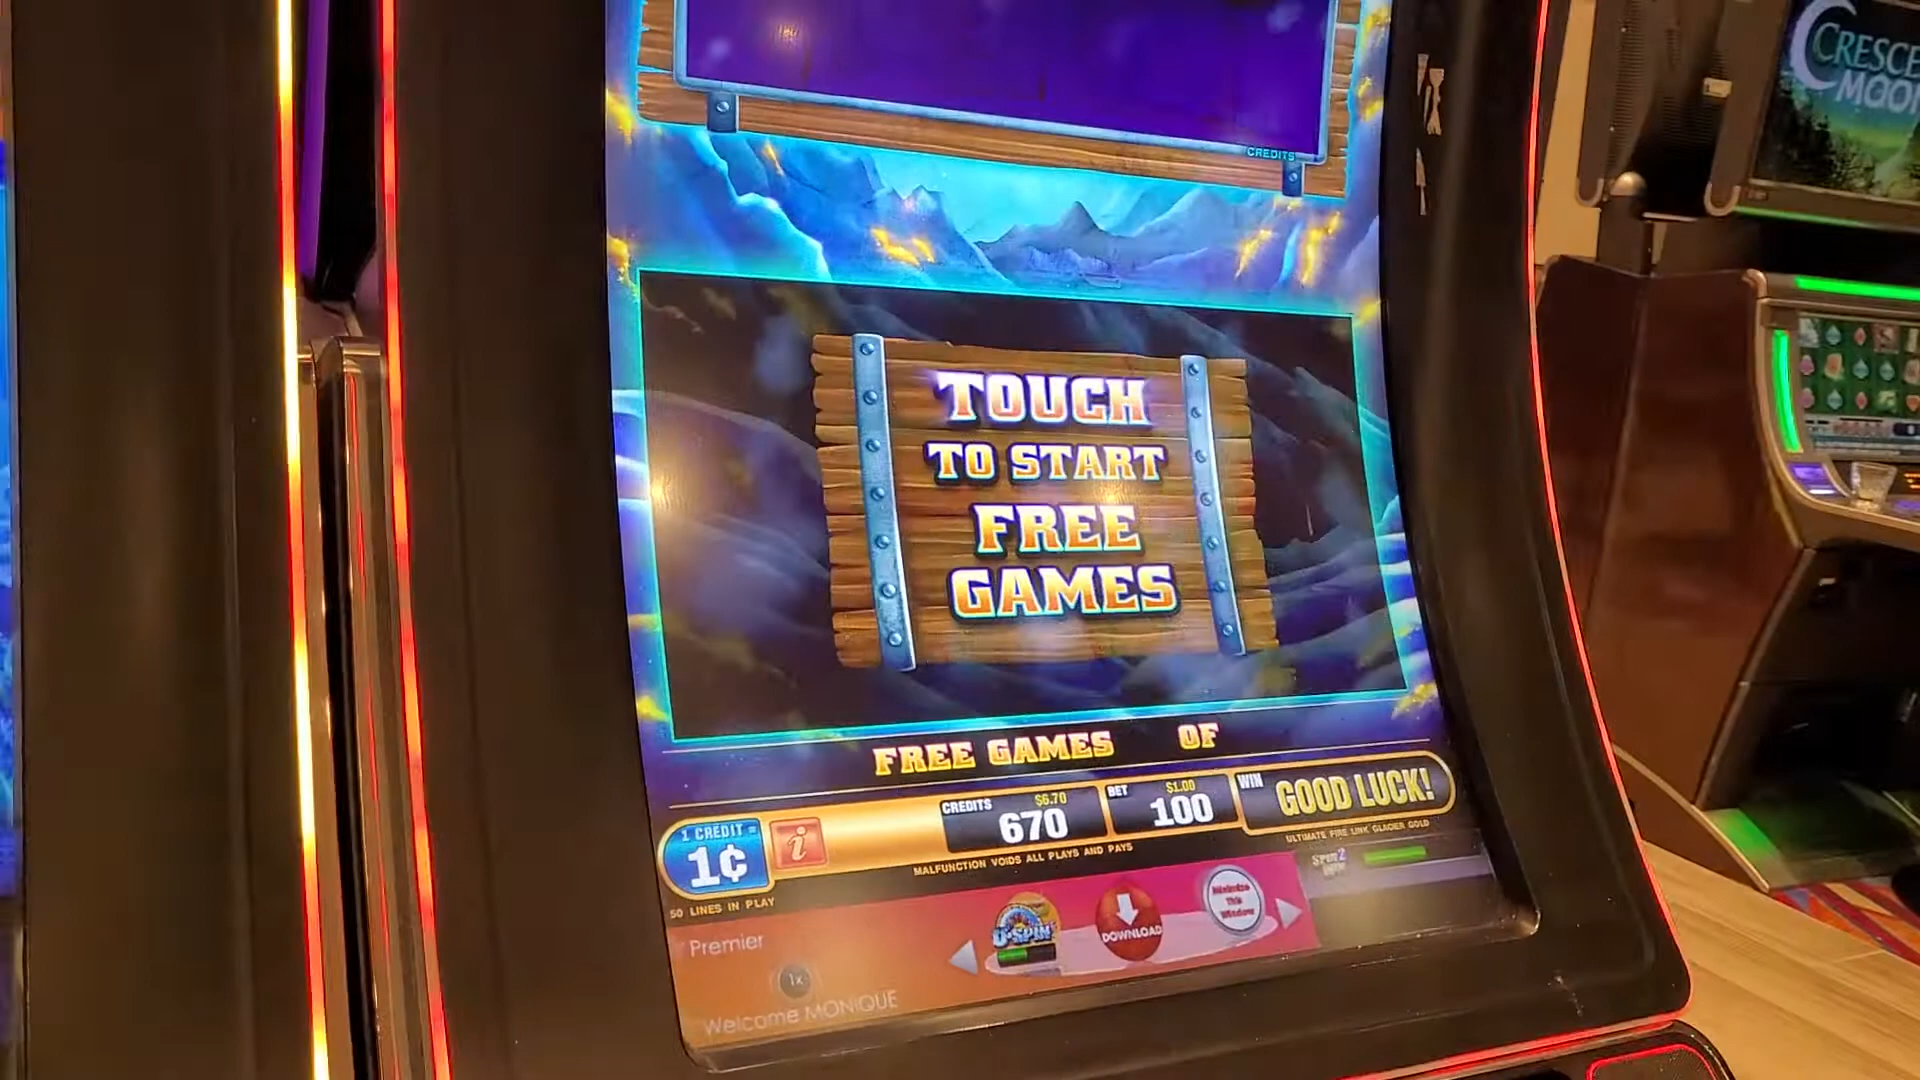 CREDITS
TOUCH
TO START
FREE
GAMES
FREE GAMES OF
1 CREDIT =
1¢
i
CREDITS $6.70
670
BET $1.00
100
WIN GOOD LUCK!
MALFUNCTION VOIDS ALL PLAYS AND PAYS
ULTIMATE FIRE LINK GLACIER GOLD
50 LINES IN PLAY
Premier
1x
Welcome MONIQUE
U-SPIN
DOWNLOAD
Minimize
This
Window
CRESCE
MOON